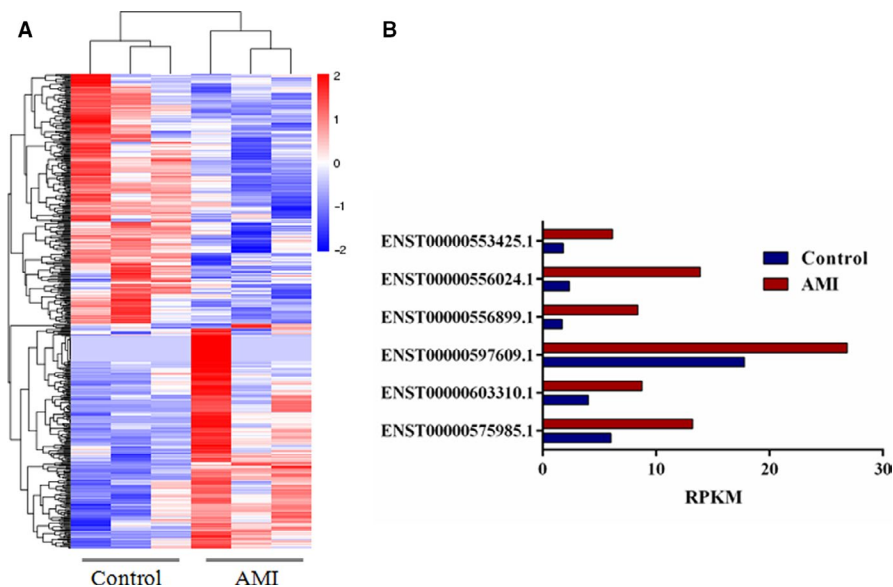 A
2
1
0
−1
−2
Control AMI
B
ENST00000553425.1
ENST00000556024.1
ENST00000556899.1
ENST00000597609.1
ENST00000603310.1
ENST00000575985.1
Control
AMI
0 10 20 30
RPKM